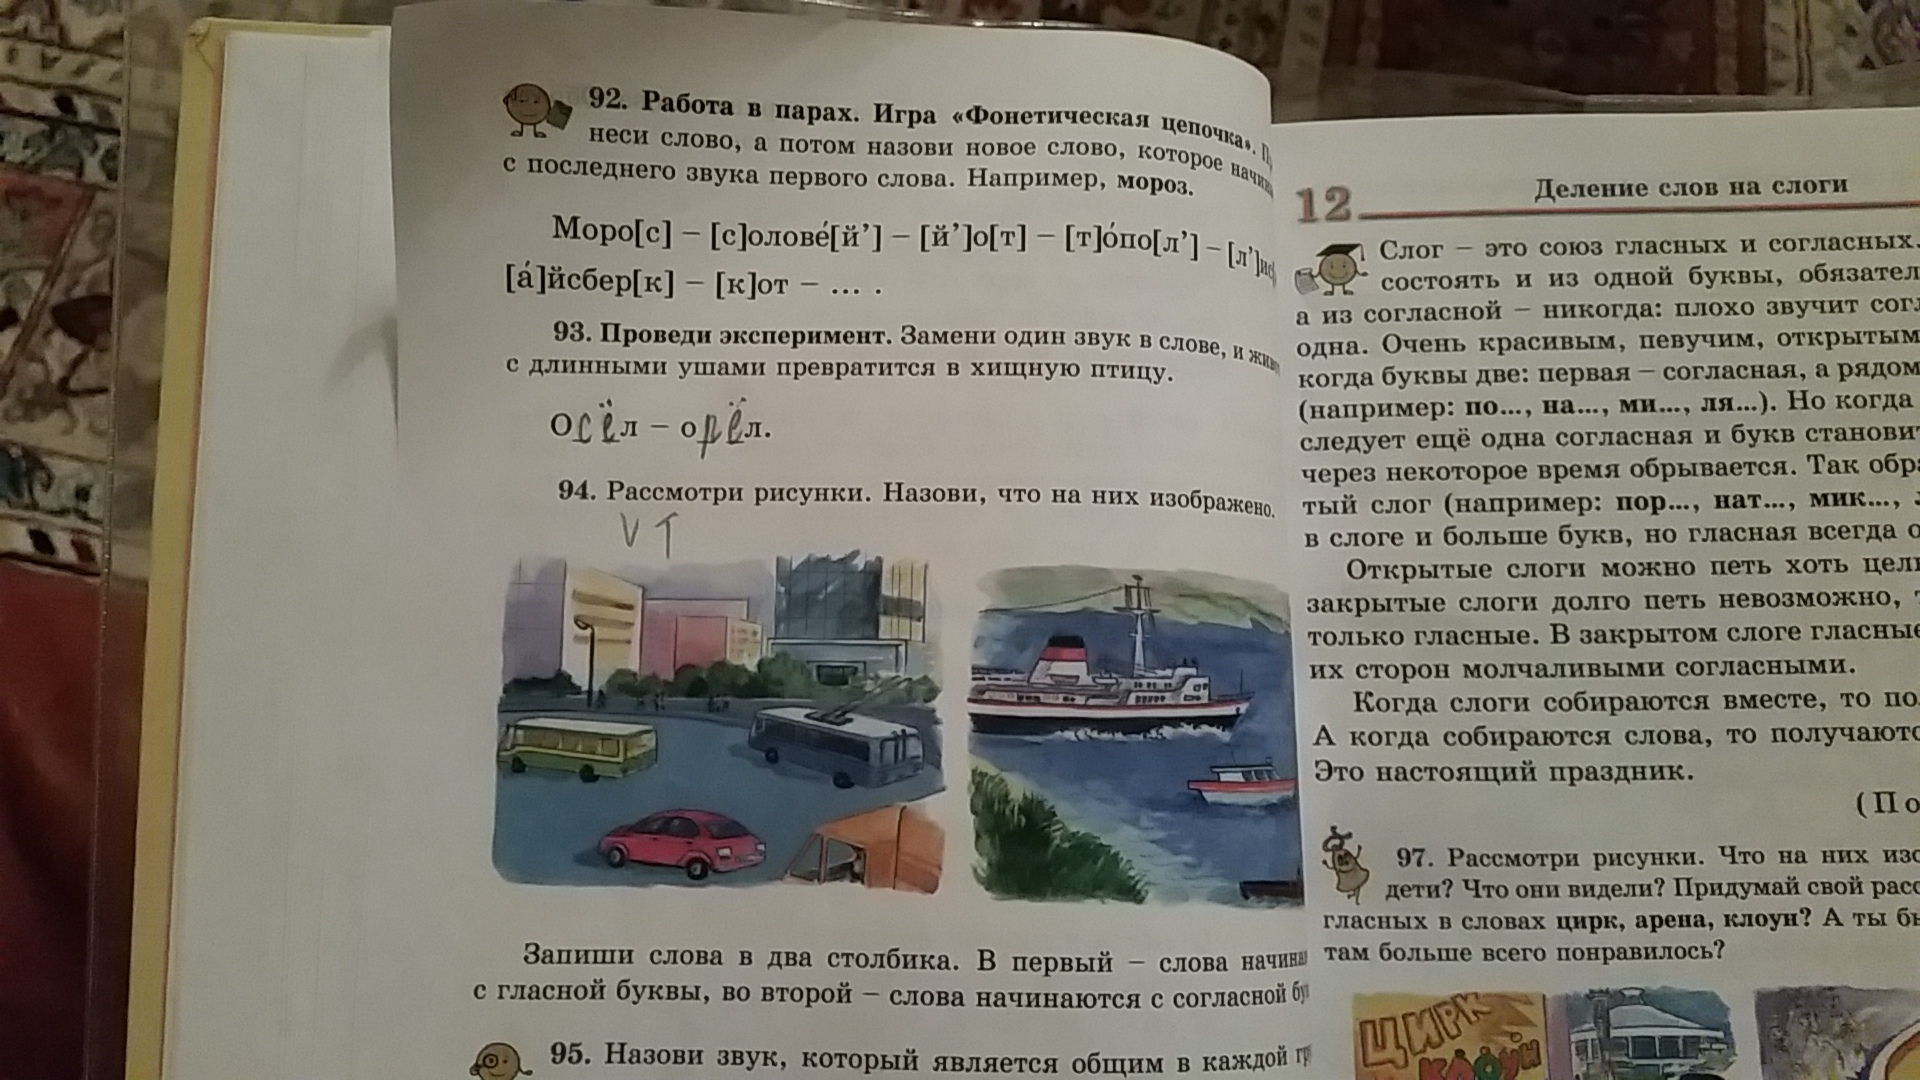 92. Работа в парах. Игра «Фонетическая цепочка».
неси слово, а потом назови новое слово, которое
с последнего звука первого слова. Например, мороз.
Моро[с] – [с]олове́[й’] – [й’]о[т] – [т]о́по[л’] – [л’]
[а́]йсбер[к] – [к]от – ... .
93. Проведи эксперимент. Замени один звук в слове, и
с длинными ушами превратится в хищную птицу.
Осёл – орёл.
94. Рассмотри рисунки. Назови, что на них изображено.
V T
Запиши слова в два столбика. В первый – слова
с гласной буквы, во второй – слова начинаются с согласной
95. Назови звук, который является общим в каждой
12
Деление слов на слоги
Слог – это союз гласных и согласных.
состоять и из одной буквы,
а из согласной – никогда: плохо звучит
одна. Очень красивым, певучим, открытым
когда буквы две: первая – согласная, а рядом
(например: по..., на..., ми..., ля...). Но когда
следует ещё одна согласная и букв
через некоторое время обрывается. Так
тый слог (например: пор..., нат..., мик...,
в слоге и больше букв, но гласная всегда
Открытые слоги можно петь хоть
закрытые слоги долго петь невозможно,
только гласные. В закрытом слоге гласные
их сторон молчаливыми согласными.
Когда слоги собираются вместе, то
А когда собираются слова, то
Это настоящий праздник.
(По
97. Рассмотри рисунки. Что на них
дети? Что они видели? Придумай свой
гласных в словах цирк, арена, клоун? А ты
там больше всего понравилось?
ЦИРК
КЛОУН